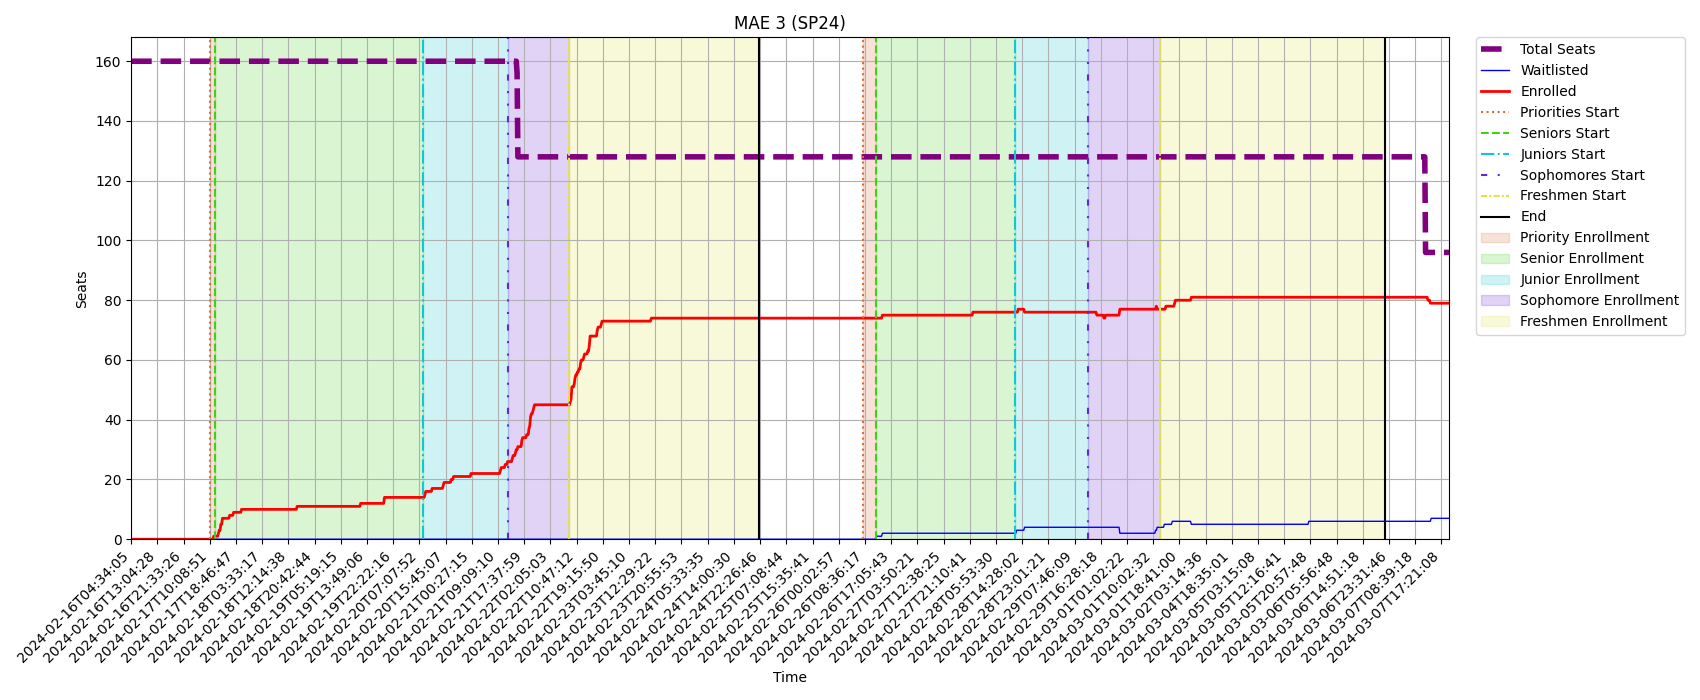 MAE 3 (SP24)
Seats
160
140
120
100
80
60
40
20
0
2024-02-16T04:34:05
2024-02-16T13:04:28
2024-02-16T21:33:26
2024-02-17T10:08:51
2024-02-17T18:46:47
2024-02-18T03:33:17
2024-02-18T12:14:38
2024-02-18T20:42:44
2024-02-19T05:19:15
2024-02-19T13:49:06
2024-02-19T22:22:16
2024-02-20T07:07:52
2024-02-20T15:45:07
2024-02-21T00:27:15
2024-02-21T09:09:10
2024-02-21T17:37:59
2024-02-22T02:05:03
2024-02-22T10:47:12
2024-02-22T19:15:50
2024-02-23T03:45:10
2024-02-23T12:29:22
2024-02-23T20:55:53
2024-02-24T05:33:35
2024-02-24T14:00:30
2024-02-24T22:26:46
2024-02-25T07:08:44
2024-02-25T15:35:41
2024-02-26T00:02:57
2024-02-26T08:36:17
2024-02-26T17:05:43
2024-02-27T03:50:21
2024-02-27T12:38:25
2024-02-27T21:10:41
2024-02-28T05:53:30
2024-02-28T14:28:02
2024-02-28T23:01:21
2024-02-29T07:46:09
2024-02-29T16:28:18
2024-03-01T01:02:22
2024-03-01T10:02:32
2024-03-01T18:41:00
2024-03-02T03:14:36
2024-03-04T18:35:01
2024-03-05T03:15:08
2024-03-05T12:16:41
2024-03-05T20:57:48
2024-03-06T05:56:48
2024-03-06T14:51:18
2024-03-06T23:31:46
2024-03-07T08:39:18
2024-03-07T17:21:08
Time
Total Seats
Waitlisted
Enrolled
Priorities Start
Seniors Start
Juniors Start
Sophomores Start
Freshmen Start
End
Priority Enrollment
Senior Enrollment
Junior Enrollment
Sophomore Enrollment
Freshmen Enrollment